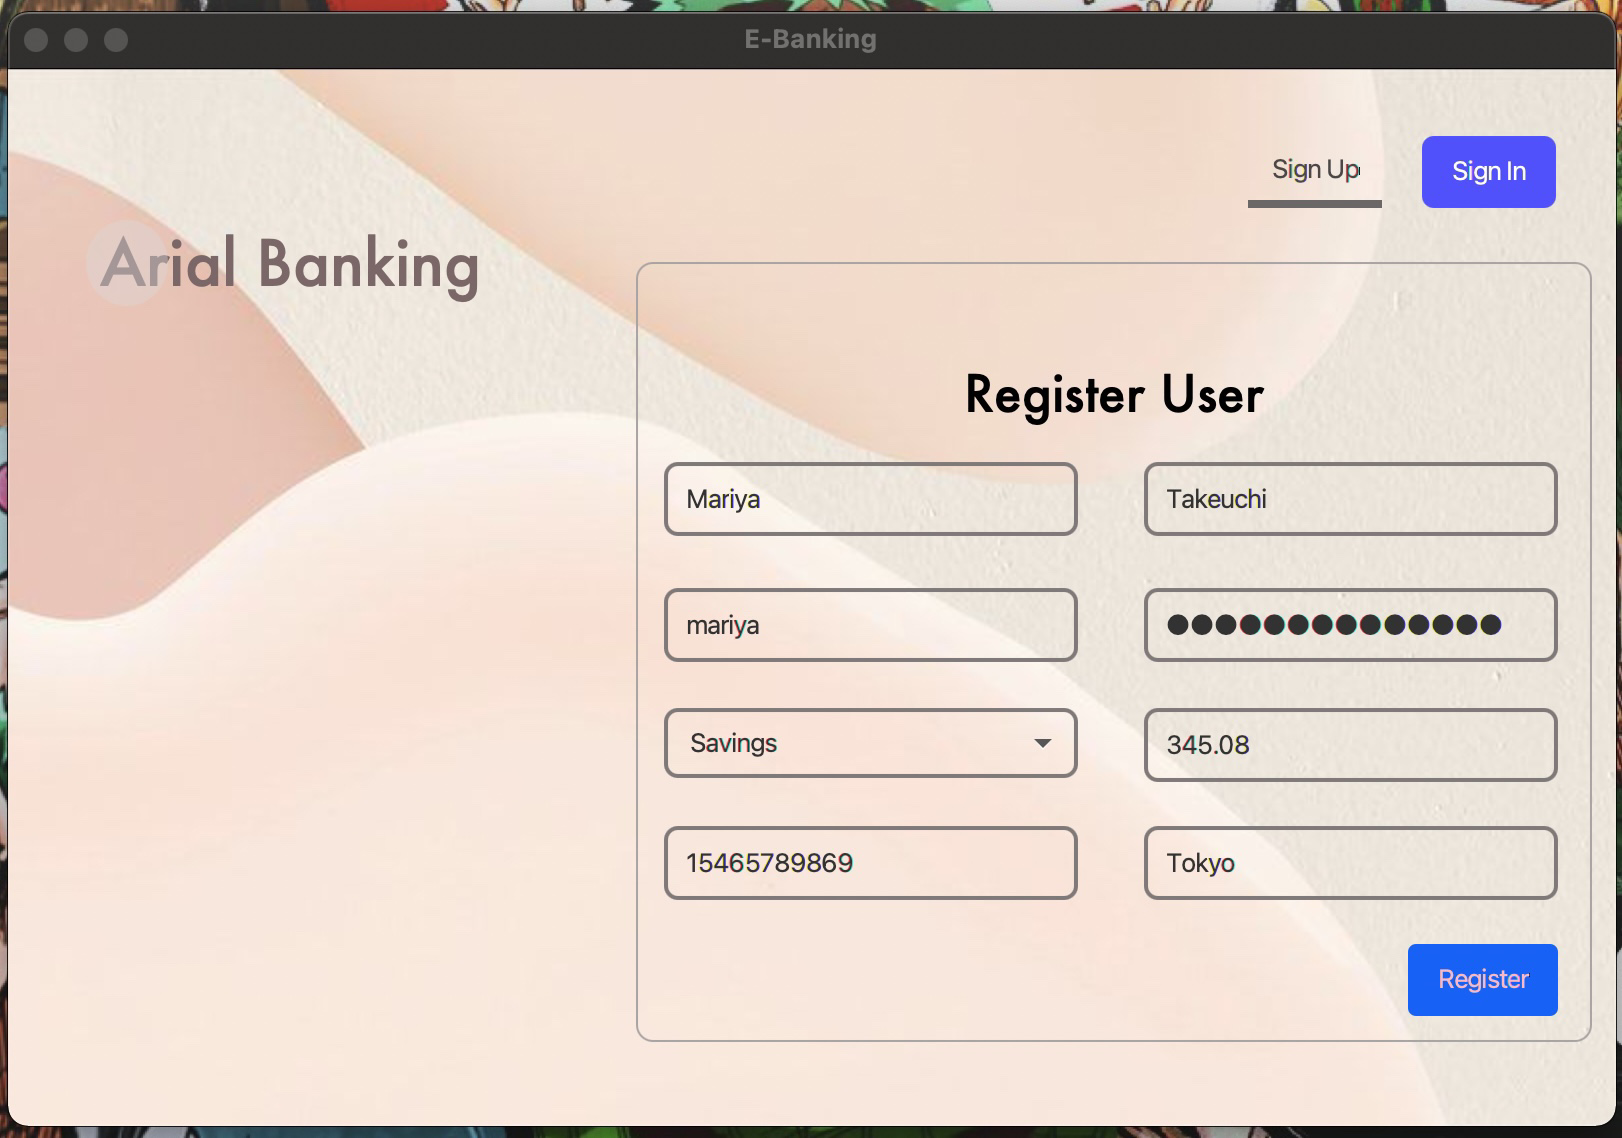 E-Banking
Sign Up
Sign In
Arial Banking
Register User
Mariya
Takeuchi
mariya
●●●●●●●●●●●●●●
Savings
345.08
15465789869
Tokyo
Register